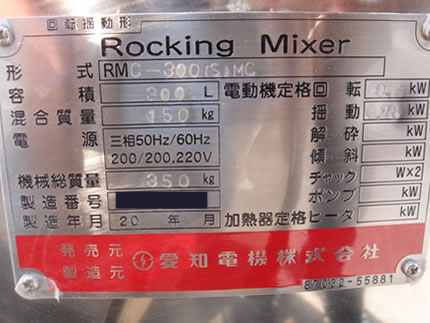 回転揺動形
Rocking Mixer
形式 RMC-300(S)MC
容積 300 L 電動機定格 回転 kW
混合質量 150 kg 揺動 kW
電源 三相50Hz/60Hz 解砕 kW
200/200.220V 傾斜 kW
機械総質量 350 kg チャック W×2
製造番号 ポンプ kW
製造年月 20 年 月 加熱器定格 ヒータ kW
発売元
製造元 愛知電機株式会社
67032-55881